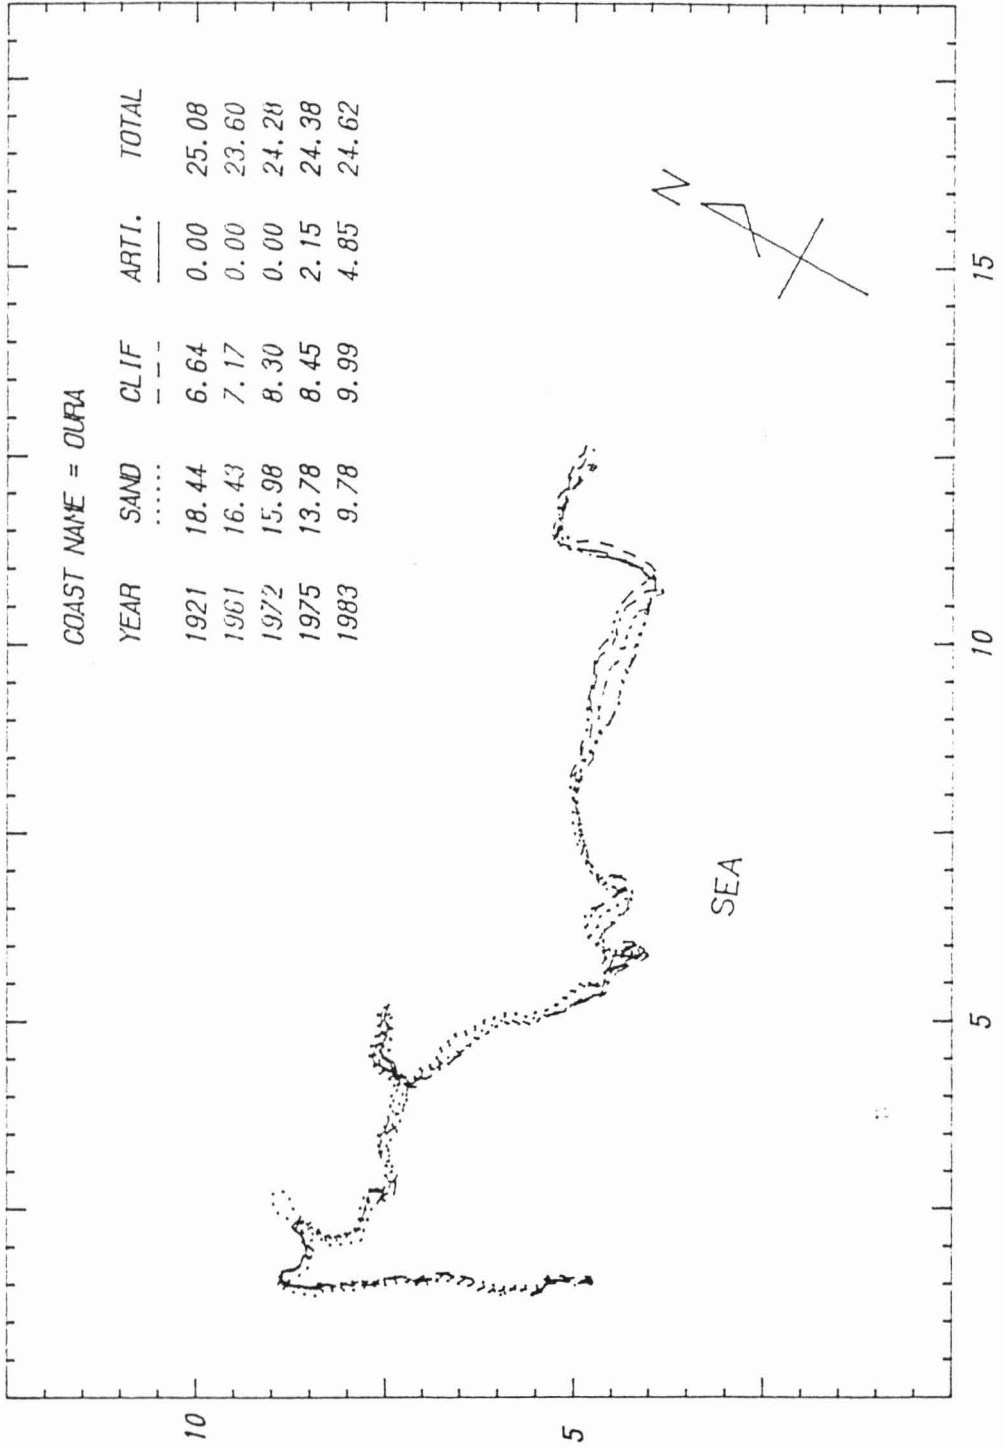 COAST NAME = OURA
YEAR SAND CLIF ARTI. TOTAL
1921 18.44 6.64 0.00 25.08
1961 16.43 7.17 0.00 23.60
1972 15.98 8.30 0.00 24.28
1975 13.78 8.45 2.15 24.38
1983 9.78 9.99 4.85 24.62
10
N
5
SEA
5 10 15